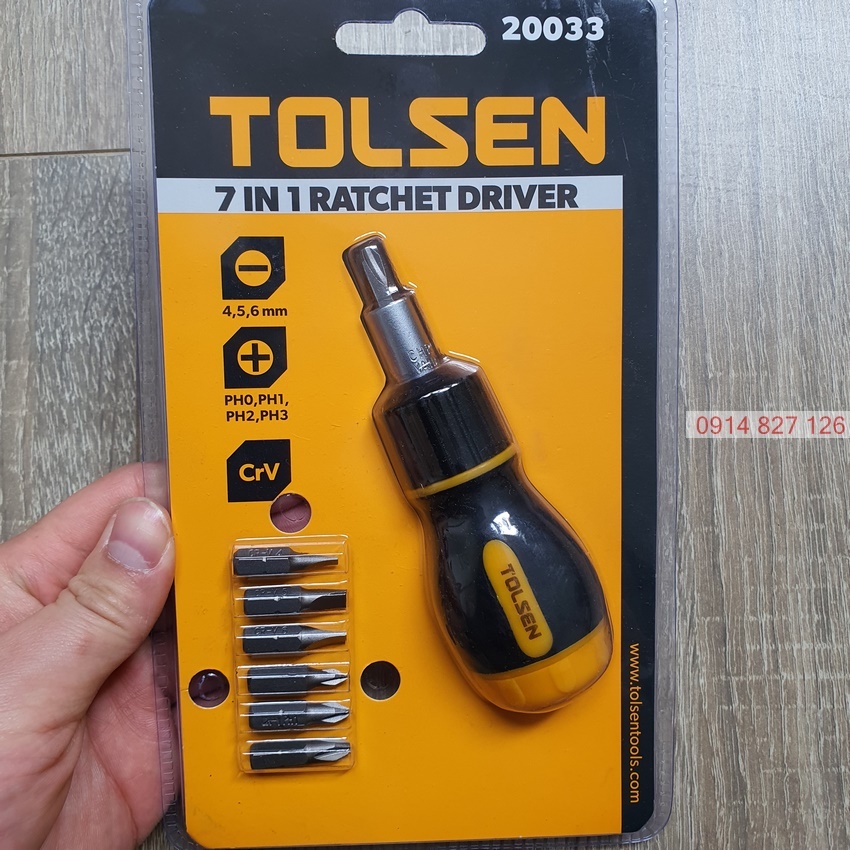 20033
TOLSEN
7 IN 1 RATCHET DRIVER
4,5,6 mm
PH0,PH1,
PH2,PH3
CrV
TOLSEN
www.tolsentools.com
0914 827 126